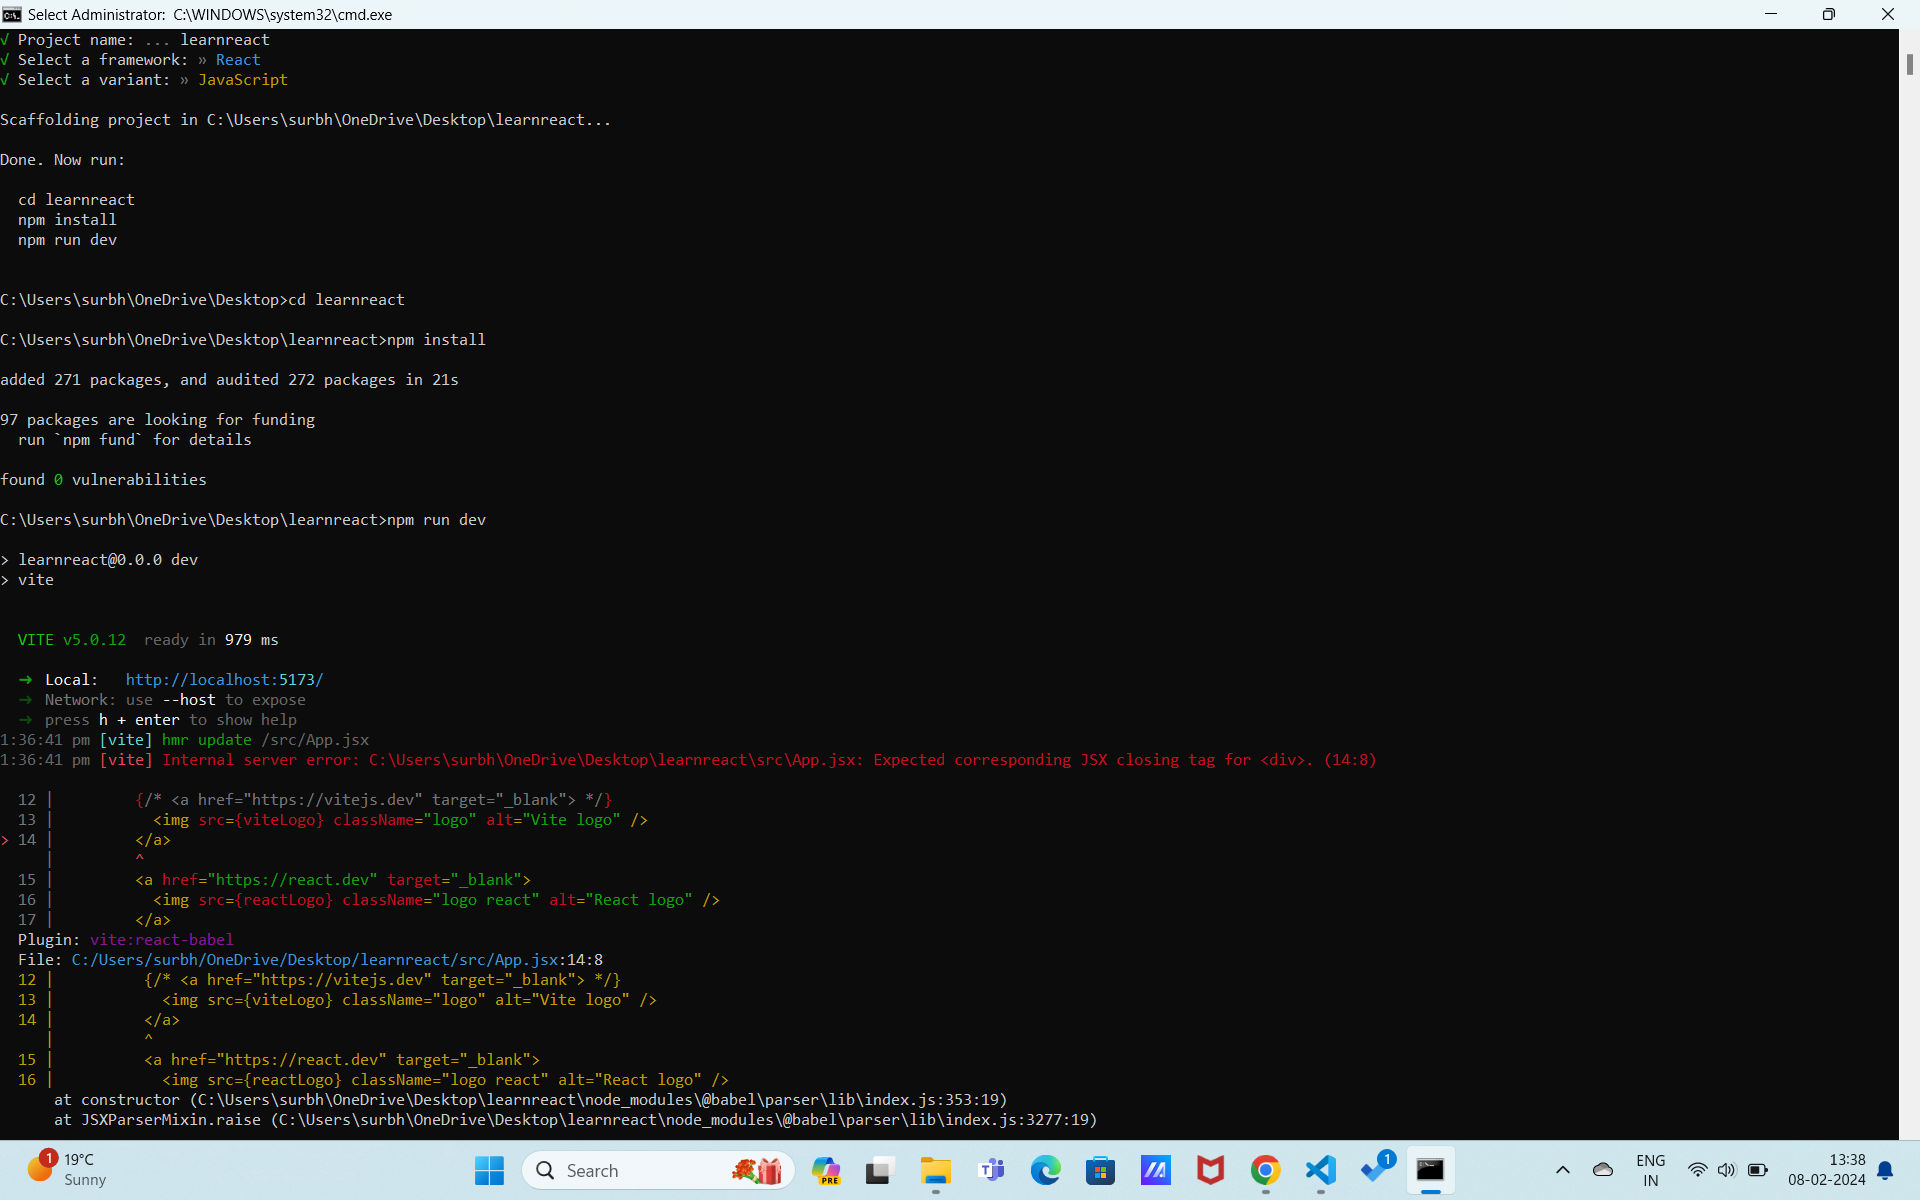 Select Administrator:  C:\WINDOWS\system32\cmd.exe
√ Project name: ... learnreact
√ Select a framework: » React
√ Select a variant: » JavaScript
Scaffolding project in C:\Users\surbh\OneDrive\Desktop\learnreact...
Done. Now run:
cd learnreact
npm install
npm run dev
C:\Users\surbh\OneDrive\Desktop>cd learnreact
C:\Users\surbh\OneDrive\Desktop\learnreact>npm install
added 271 packages, and audited 272 packages in 21s
97 packages are looking for funding
run `npm fund` for details
found 0 vulnerabilities
C:\Users\surbh\OneDrive\Desktop\learnreact>npm run dev
> learnreact@0.0.0 dev
> vite
VITE v5.0.12  ready in 979 ms
➜ Local:   http://localhost:5173/
➜ Network: use --host to expose
➜ press h + enter to show help
1:36:41 pm [vite] hmr update /src/App.jsx
1:36:41 pm [vite] Internal server error: C:\Users\surbh\OneDrive\Desktop\learnreact\src\App.jsx: Expected corresponding JSX closing tag for <div>. (14:8)
12 |         {/* <a href="https://vitejs.dev" target="_blank"> */}
13 |           <img src={viteLogo} className="logo" alt="Vite logo" />
> 14 |         </a>
|         ^
15 |         <a href="https://react.dev" target="_blank">
16 |           <img src={reactLogo} className="logo react" alt="React logo" />
17 |         </a>
Plugin: vite:react-babel
File: C:/Users/surbh/OneDrive/Desktop/learnreact/src/App.jsx:14:8
12 |          {/* <a href="https://vitejs.dev" target="_blank"> */}
13 |            <img src={viteLogo} className="logo" alt="Vite logo" />
14 |          </a>
|          ^
15 |          <a href="https://react.dev" target="_blank">
16 |            <img src={reactLogo} className="logo react" alt="React logo" />
at constructor (C:\Users\surbh\OneDrive\Desktop\learnreact\node_modules\@babel\parser\lib\index.js:353:19)
at JSXParserMixin.raise (C:\Users\surbh\OneDrive\Desktop\learnreact\node_modules\@babel\parser\lib\index.js:3277:19)
1
19°C
Sunny
Search
PRE
1
ENG
IN
13:38
08-02-2024